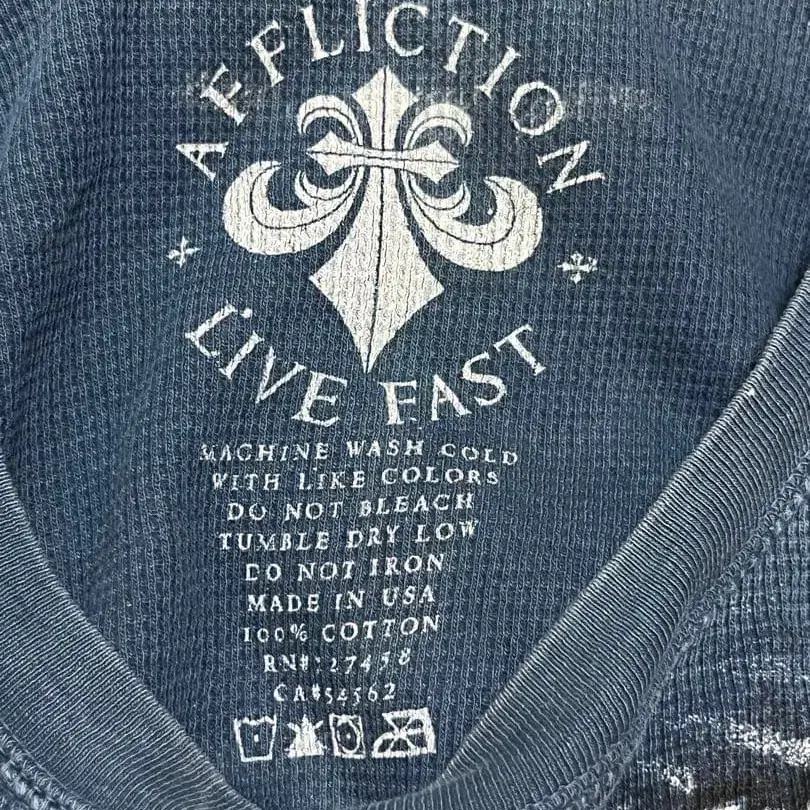 AFFLICTION
LIVE FAST
MACHINE WASH COLD
WITH LIKE COLORS
DO NOT BLEACH
TUMBLE DRY LOW
DO NOT IRON
MADE IN USA
100% COTTON
RN#:27458
CA#54562